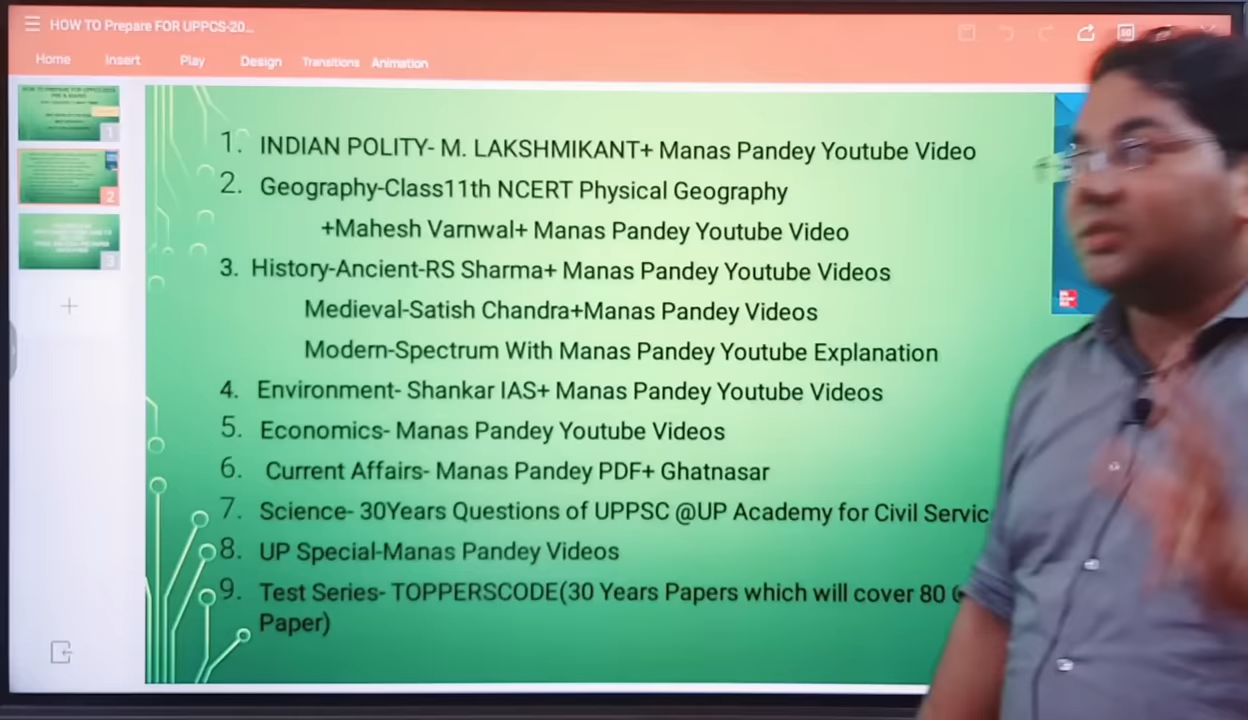 HOW TO Prepare FOR UPPCS-20...
Home Insert Play Design Transitions Animation
1. INDIAN POLITY- M. LAKSHMIKANT+ Manas Pandey Youtube Video
2. Geography-Class11th NCERT Physical Geography
+Mahesh Varnwal+ Manas Pandey Youtube Video
3. History-Ancient-RS Sharma+ Manas Pandey Youtube Videos
Medieval-Satish Chandra+Manas Pandey Videos
Modern-Spectrum With Manas Pandey Youtube Explanation
4. Environment- Shankar IAS+ Manas Pandey Youtube Videos
5. Economics- Manas Pandey Youtube Videos
6. Current Affairs- Manas Pandey PDF+ Ghatnasar
7. Science- 30Years Questions of UPPSC @UP Academy for Civil Servic
8. UP Special-Manas Pandey Videos
9. Test Series- TOPPERSCODE(30 Years Papers which will cover 80
Paper)
1
2
3